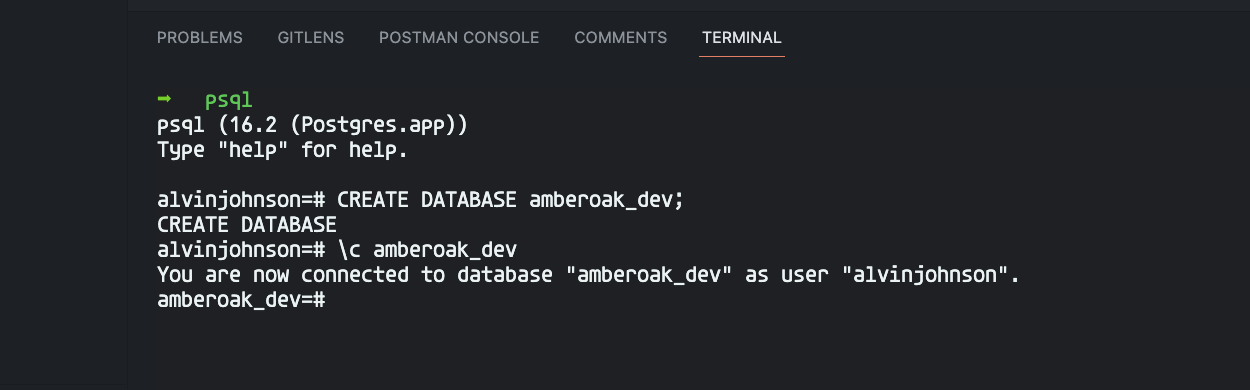 PROBLEMS GITLENS POSTMAN CONSOLE COMMENTS TERMINAL
➡ psql
psql (16.2 (Postgres.app))
Type "help" for help.
alvinjohnson=# CREATE DATABASE amberoak_dev;
CREATE DATABASE
alvinjohnson=# \c amberoak_dev
You are now connected to database "amberoak_dev" as user "alvinjohnson".
amberoak_dev=#